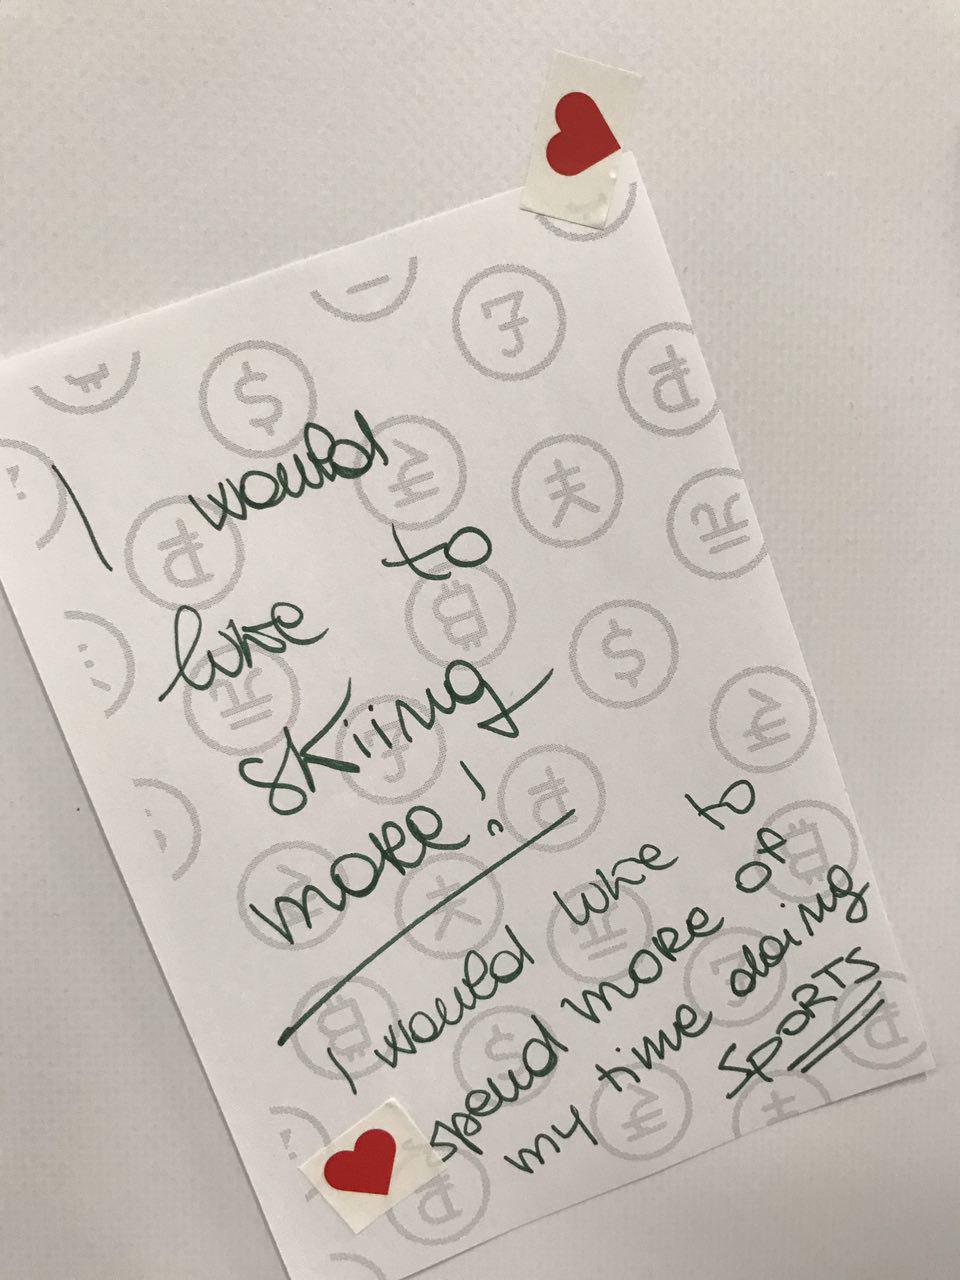 I would
like to
skiing
more!
I would like to
spend more of
my time doing
SPORTS